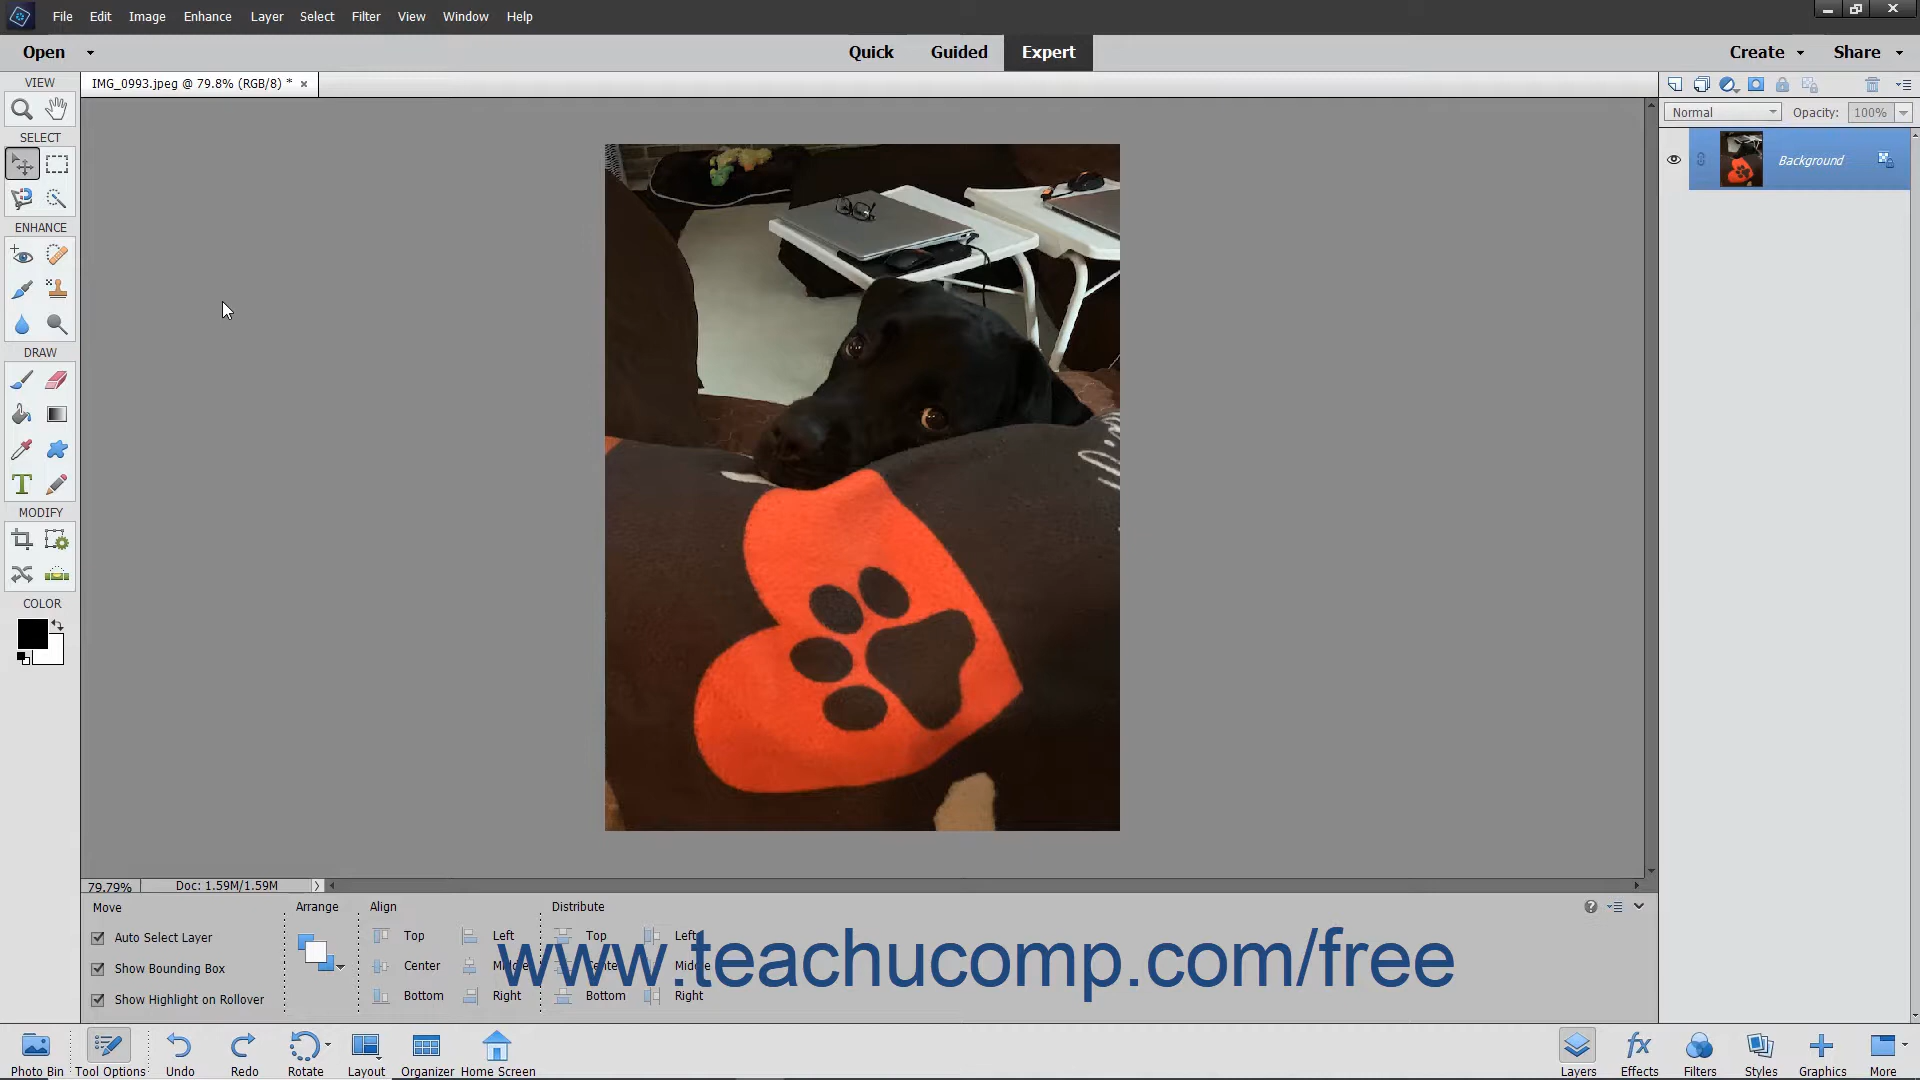 File Edit Image Enhance Layer Select Filter View Window Help
Open Quick Guided Expert Create Share
VIEW IMG_0993.jpeg @ 79.8% (RGB/8) * ×
Normal Opacity: 100%
SELECT
Background
ENHANCE
DRAW
T
MODIFY
COLOR
79.79% Doc: 1.59M/1.59M
Move Arrange Align Distribute
Auto Select Layer Top Left Top Left
Show Bounding Box Center Middle Center Middle
Show Highlight on Rollover Bottom Right Bottom Right
www.teachucomp.com/free
Photo Bin Tool Options Undo Redo Rotate Layout Organizer Home Screen Layers fx Effects Filters Styles Graphics More